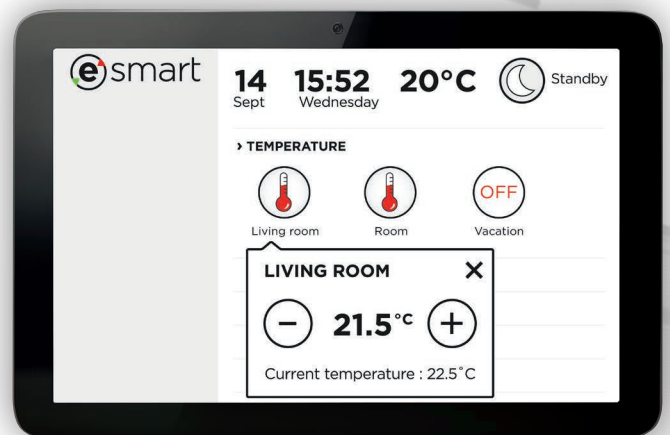 esmart
14 15:52 20°C Standby
Sept Wednesday
› TEMPERATURE
OFF
Living room Room Vacation
LIVING ROOM X
− 21.5 °C +
Current temperature : 22.5°C